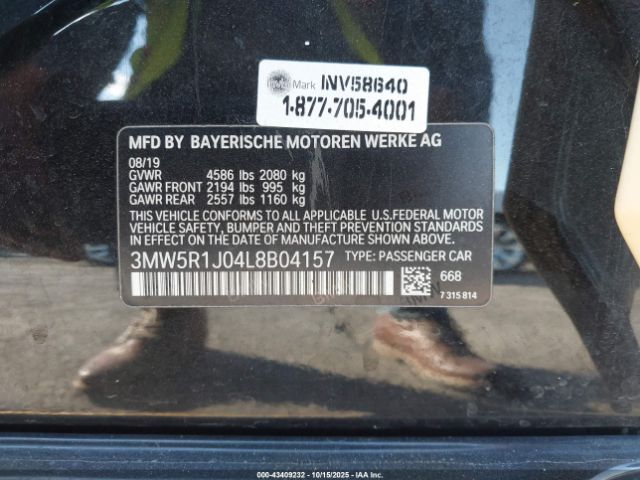 Mark INV58640
1-877-705-4001
MFD BY BAYERISCHE MOTOREN WERKE AG
08/19
GVWR 4586 lbs 2080 kg
GAWR FRONT 2194 lbs 995 kg
GAWR REAR 2557 lbs 1160 kg
THIS VEHICLE CONFORMS TO ALL APPLICABLE U.S.FEDERAL MOTOR
VEHICLE SAFETY, BUMPER AND THEFT PREVENTION STANDARDS
IN EFFECT ON THE DATE OF MANUFACTURE SHOWN ABOVE.
3MW5R1J04L8B04157 TYPE: PASSENGER CAR
668
7 315 814
000-43409232 - 10/15/2025 - IAAI.com